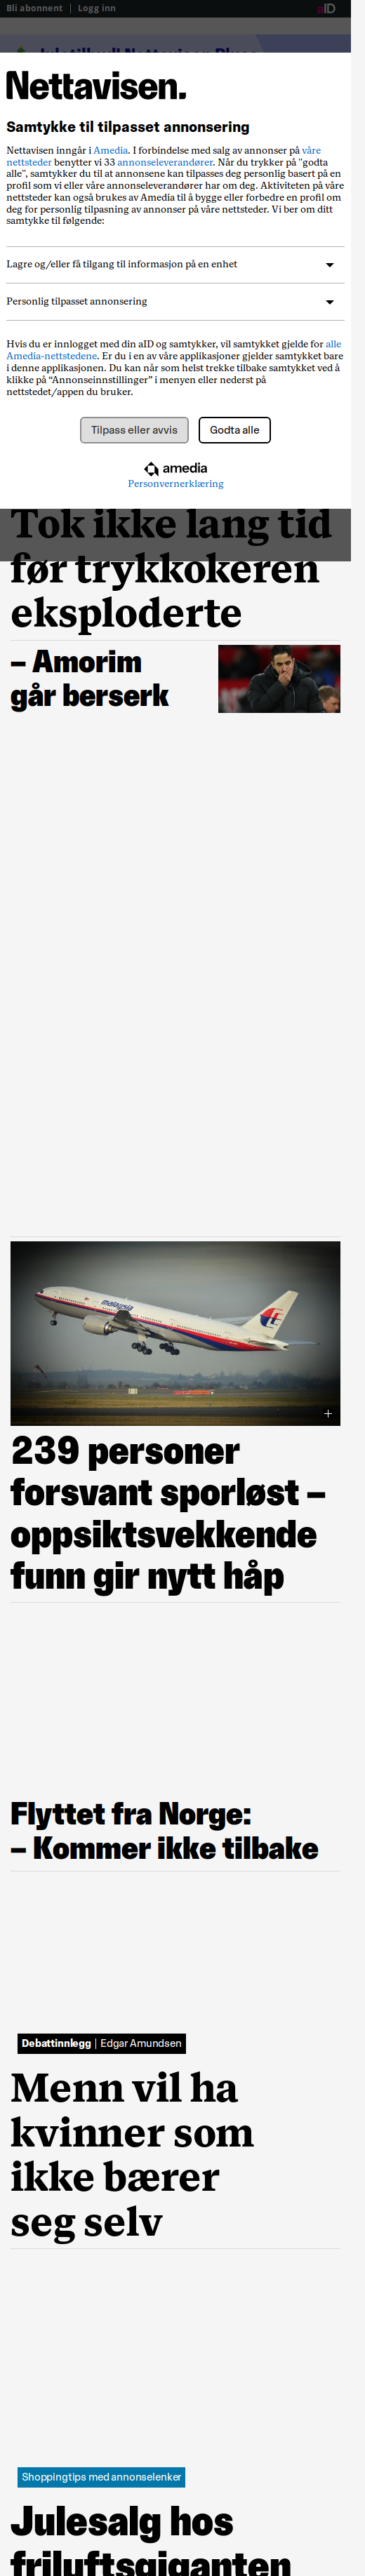 Bli abonnent | Logg inn
aID
Nettavisen.
Samtykke til tilpasset annonsering
Nettavisen inngår i Amedia. I forbindelse med salg av annonser på våre
nettsteder benytter vi 33 annonseleverandører. Når du trykker på "godta
alle", samtykker du til at annonsene kan tilpasses deg personlig basert på en
profil som vi eller våre annonseleverandører har om deg. Aktiviteten på våre
nettsteder kan også brukes av Amedia til å bygge eller forbedre en profil om
deg for personlig tilpasning av annonser på våre nettsteder. Vi ber om ditt
samtykke til følgende:
Lagre og/eller få tilgang til informasjon på en enhet
Personlig tilpasset annonsering
Hvis du er innlogget med din aID og samtykker, vil samtykket gjelde for alle
Amedia-nettstedene. Er du i en av våre applikasjoner gjelder samtykket bare
i denne applikasjonen. Du kan når som helst trekke tilbake samtykket ved å
klikke på “Annonseinnstillinger” i menyen eller nederst på
nettstedet/appen du bruker.
Tilpass eller avvis
Godta alle
amedia
Personvernerklæring
Tok ikke lang tid
før trykkokeren
eksploderte
– Amorim
går berserk
malaysia
239 personer
forsvant sporløst –
oppsiktsvekkende
funn gir nytt håp
Flyttet fra Norge:
– Kommer ikke tilbake
Debattinnlegg | Edgar Amundsen
Menn vil ha
kvinner som
ikke bærer
seg selv
Shoppingtips med annonselenker
Julesalg hos
friluftsgiganten